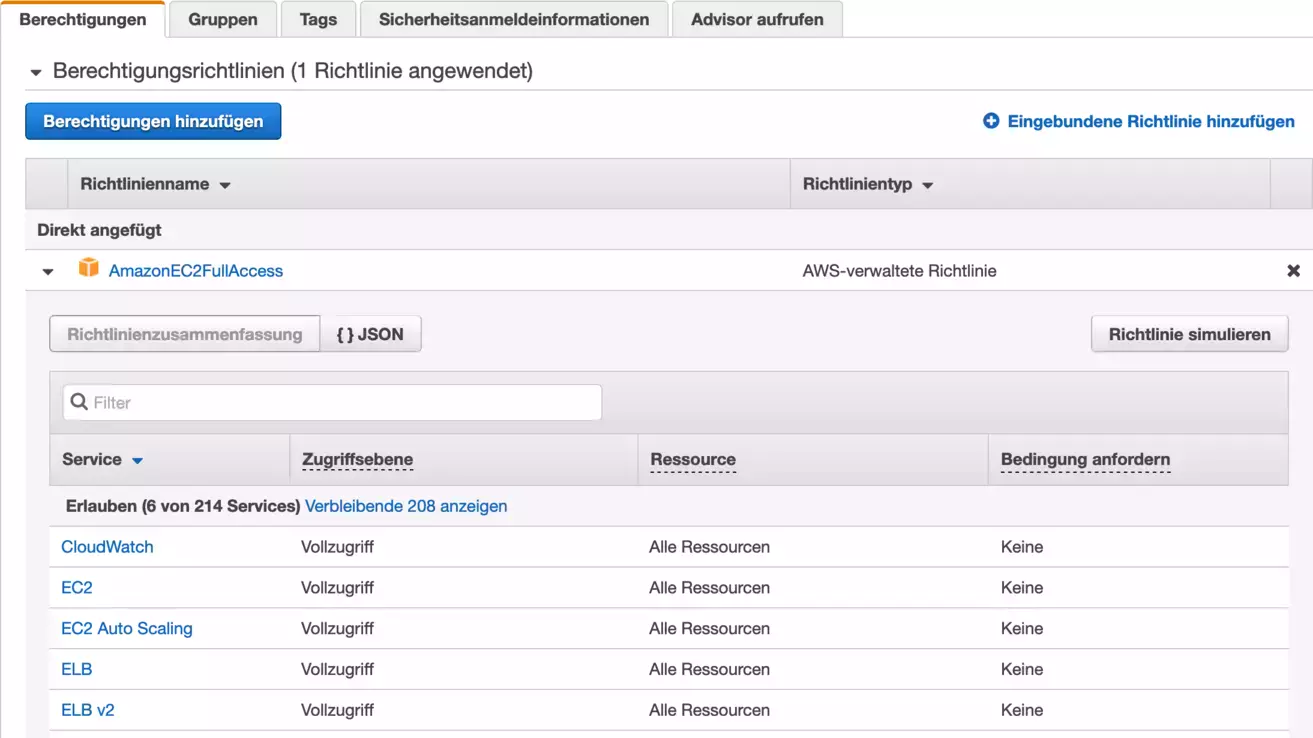 Berechtigungen Gruppen Tags Sicherheitsanmeldeinformationen Advisor aufrufen
Berechtigungsrichtlinien (1 Richtlinie angewendet)
Berechtigungen hinzufügen Eingebundene Richtlinie hinzufügen
Richtlinienname Richtlinientyp
Direkt angefügt
AmazonEC2FullAccess AWS-verwaltete Richtlinie
Richtlinienzusammenfassung { } JSON Richtlinie simulieren
Filter
Service Zugriffsebene Ressource Bedingung anfordern
Erlauben (6 von 214 Services) Verbleibende 208 anzeigen
CloudWatch Vollzugriff Alle Ressourcen Keine
EC2 Vollzugriff Alle Ressourcen Keine
EC2 Auto Scaling Vollzugriff Alle Ressourcen Keine
ELB Vollzugriff Alle Ressourcen Keine
ELB v2 Vollzugriff Alle Ressourcen Keine